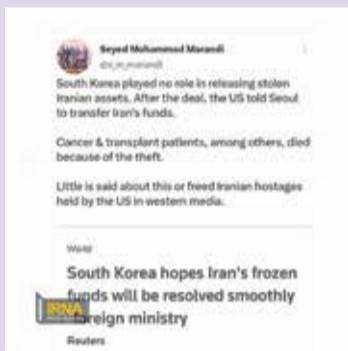 Seyed Mohammad Marandi
@s_m_marandi
South Korea played no role in releasing stolen
Iranian assets. After the deal, the US told Seoul
to transfer Iran's funds.
Cancer & transplant patients, among others, died
because of the theft.
Little is said about this or freed Iranian hostages
held by the US in western media.
World
South Korea hopes Iran's frozen
funds will be resolved smoothly
foreign ministry
IRNA
Reuters